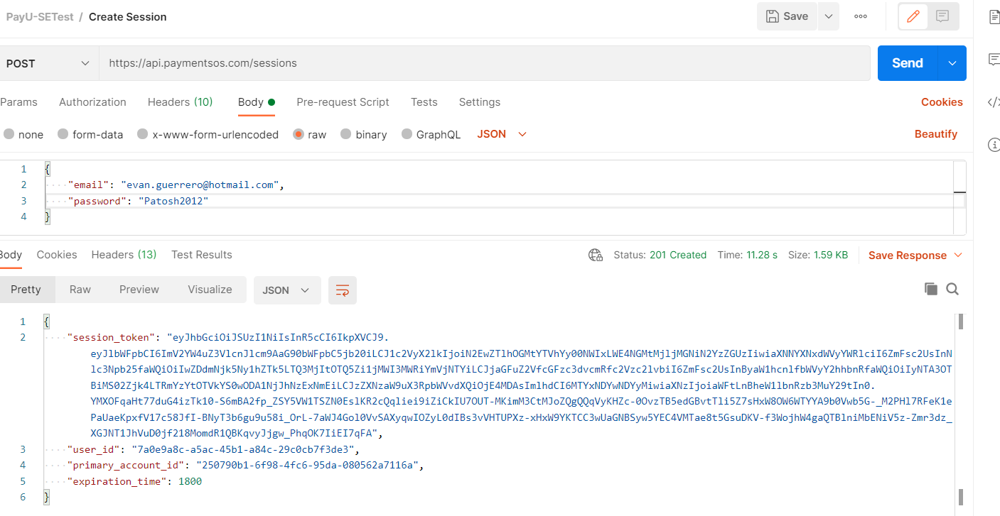 PayU-SETest / Create Session
Save
POST
https://api.paymentsos.com/sessions
Send
Params Authorization Headers (10) Body Pre-request Script Tests Settings Cookies
none form-data x-www-form-urlencoded raw binary GraphQL JSON Beautify
1 {
2 "email": "evan.guerrero@hotmail.com",
3 "password": "Patosh2012"
4 }
Body Cookies Headers (13) Test Results Status: 201 Created Time: 11.28 s Size: 1.59 KB Save Response
Pretty Raw Preview Visualize JSON
1 {
2 "session_token": "eyJhbGciOiJSUzI1NiIsInR5cCI6IkpXVCJ9.
eyJlbWFpbCI6ImV2YW4uZ3VlcnJlcm9AaG90bWFpbC5jb20iLCJ1c2VyX2lkIjoiN2EwZTlhOGMtYTVhYy00NWIxLWE4NGMtMjljMGNiN2YzZGUzIiwiaXNNYXNxdWVyYWRlciI6ZmFsc2UsInN
lc3Npb25faWQiOiIwZDdmNjk5Ny1hZTk5LTQ3MjItOTQ5Zi1jMWI3MWRiYmVjNTYiLCJjaGFuZ2VfcGFzc3dvcmRfc2Vzc2lvbiI6ZmFsc2UsInByaW1hcnlfbWVyY2hhbnRfaWQiOiIyNTA3OT
BiMS02Zjk4LTRmYzYtOTVkYS0wODA1NjJhNzExNmEiLCJzZXNzaW9uX3RpbWVvdXQiOjE4MDAsImlhdCI6MTYxNDYwNDYyMiwiaXNzIjoiaWFtLnBheW1lbnRzb3MuY29tIn0.
YMXOFqaHt77duG4izTk10-S6mBA2fp_ZSY5VW1TSZN0EslKR2cQqliei9iZiCkIU7OUT-MKimM3CtMJoZQgQQqVyKHZc-0OvzTB5edGBvtTli5Z7sHxW8OW6WTYYA9b0Vwb5G-_M2PHl7RFeK1e
PaUaeKpxfV17c58JfI-BNyT3b6gu9u58i_OrL-7aWJ4Gol0VvSAXyqwIOZyL0dIBs3vVHTUPXz-xHxW9YKTCC3wUaGNBSyw5YEC4VMTae8t5GsuDKV-f3WojhW4gaQTBlniMbENiV5z-Zmr3dz_
XGJNT1JhVuD0jf218MomdR1QBKqvyJjgw_PhqOK7IiEI7qFA",
3 "user_id": "7a0e9a8c-a5ac-45b1-a84c-29c0cb7f3de3",
4 "primary_account_id": "250790b1-6f98-4fc6-95da-080562a7116a",
5 "expiration_time": 1800
6 }